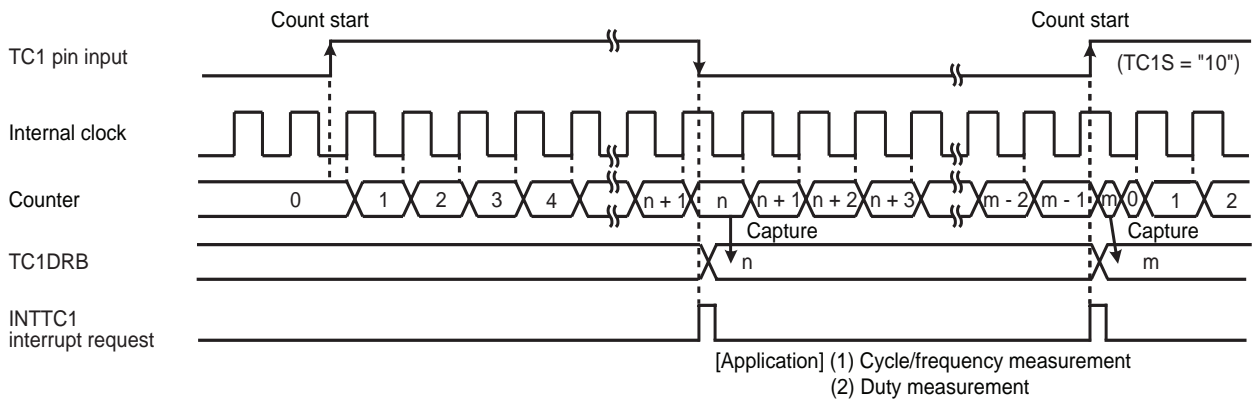 Count start
Count start
TC1 pin input
(TC1S = "10")
Internal clock
Counter
0 1 2 3 4 n + 1 n n + 1 n + 2 n + 3 m - 2 m - 1 m 0 1 2
Capture
Capture
TC1DRB
n
m
INTTC1
interrupt request
[Application] (1) Cycle/frequency measurement
(2) Duty measurement